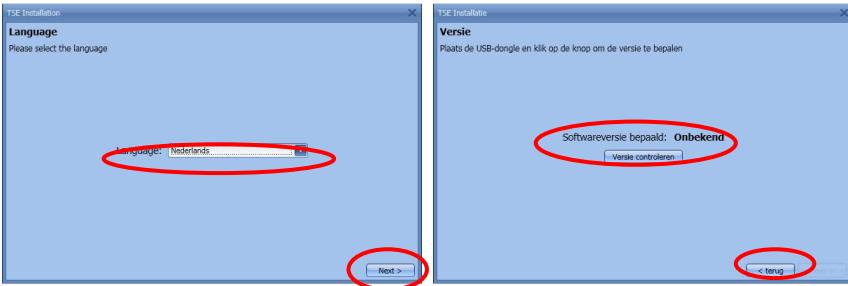 TSE Installation
Language
Please select the language
Language: Nederlands
Next >
TSE Installatie
Versie
Plaats de USB-dongle en klik op de knop om de versie te bepalen
Softwareversie bepaald: Onbekend
Versie controleren
< terug